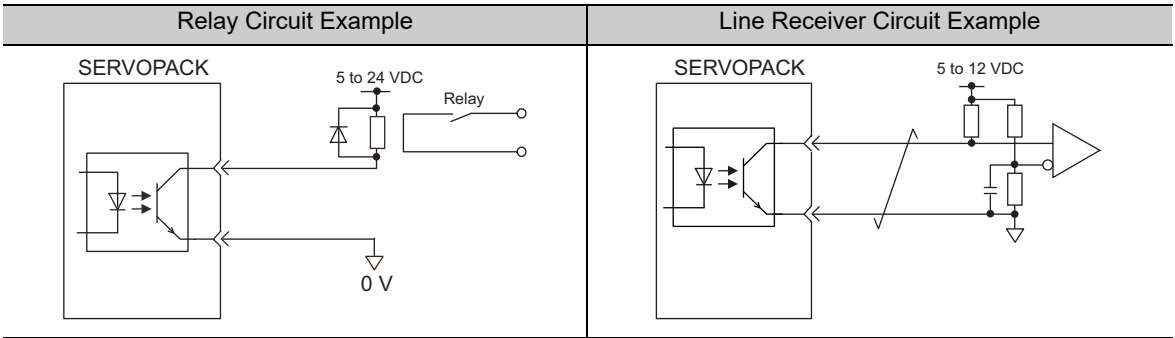 Relay Circuit Example
Line Receiver Circuit Example
SERVOPACK
5 to 24 VDC
Relay
0 V
SERVOPACK
5 to 12 VDC